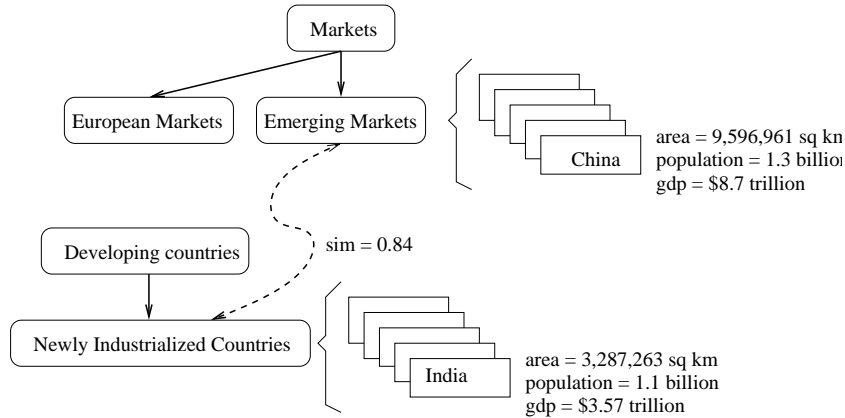 Markets
European Markets
Emerging Markets
China
area = 9,596,961 sq km
population = 1.3 billion
gdp = $8.7 trillion
Developing countries
sim = 0.84
Newly Industrialized Countries
India
area = 3,287,263 sq km
population = 1.1 billion
gdp = $3.57 trillion